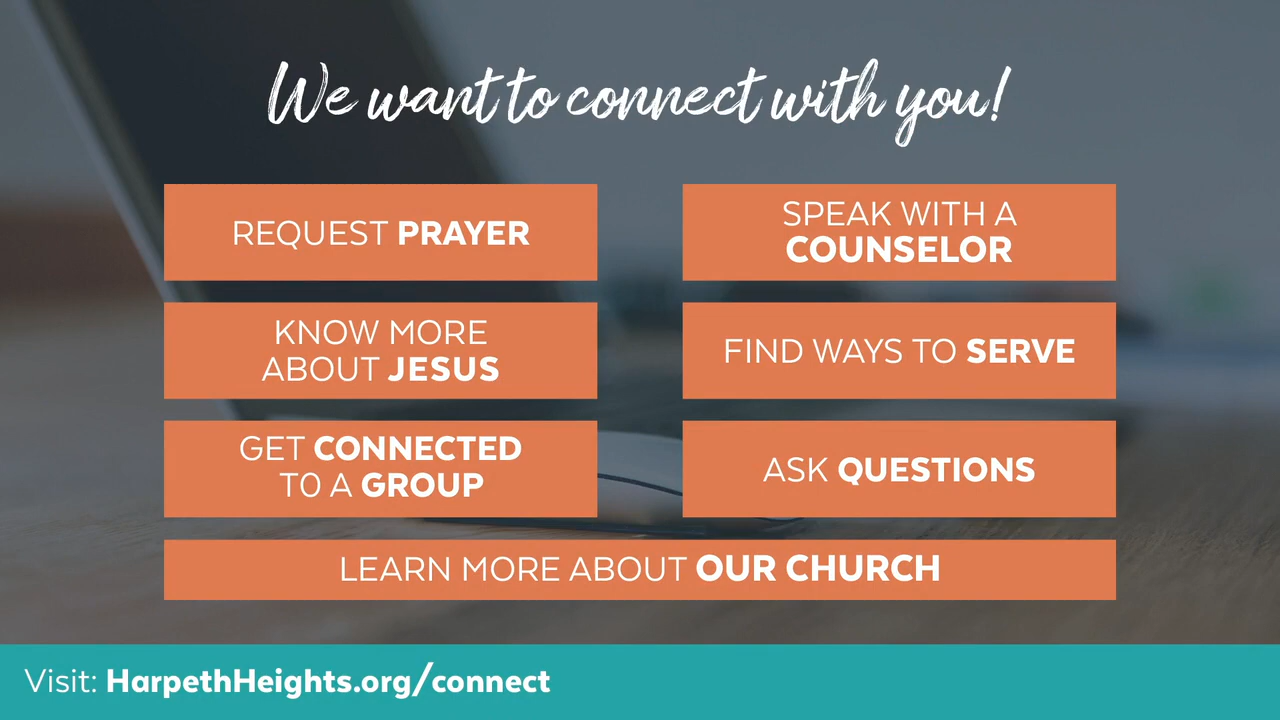 We want to connect with you!
REQUEST PRAYER
SPEAK WITH A
COUNSELOR
KNOW MORE
ABOUT JESUS
FIND WAYS TO SERVE
GET CONNECTED
T0 A GROUP
ASK QUESTIONS
LEARN MORE ABOUT OUR CHURCH
Visit: HarpethHeights.org/connect